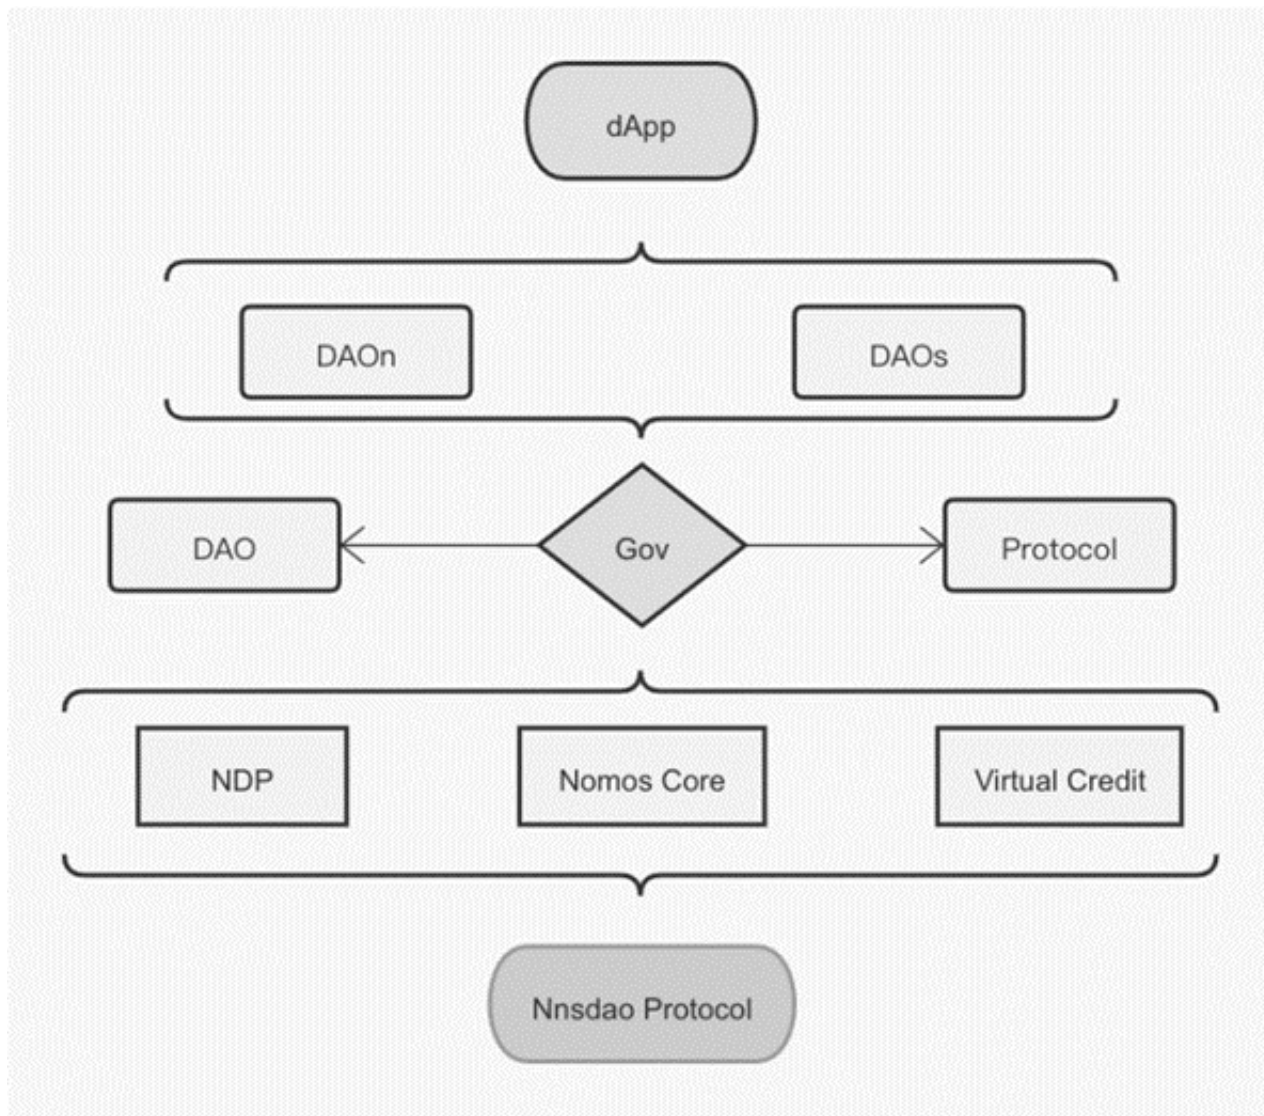 dApp
DAOn
DAOs
DAO
Gov
Protocol
NDP
Nomos Core
Virtual Credit
Nnsdao Protocol